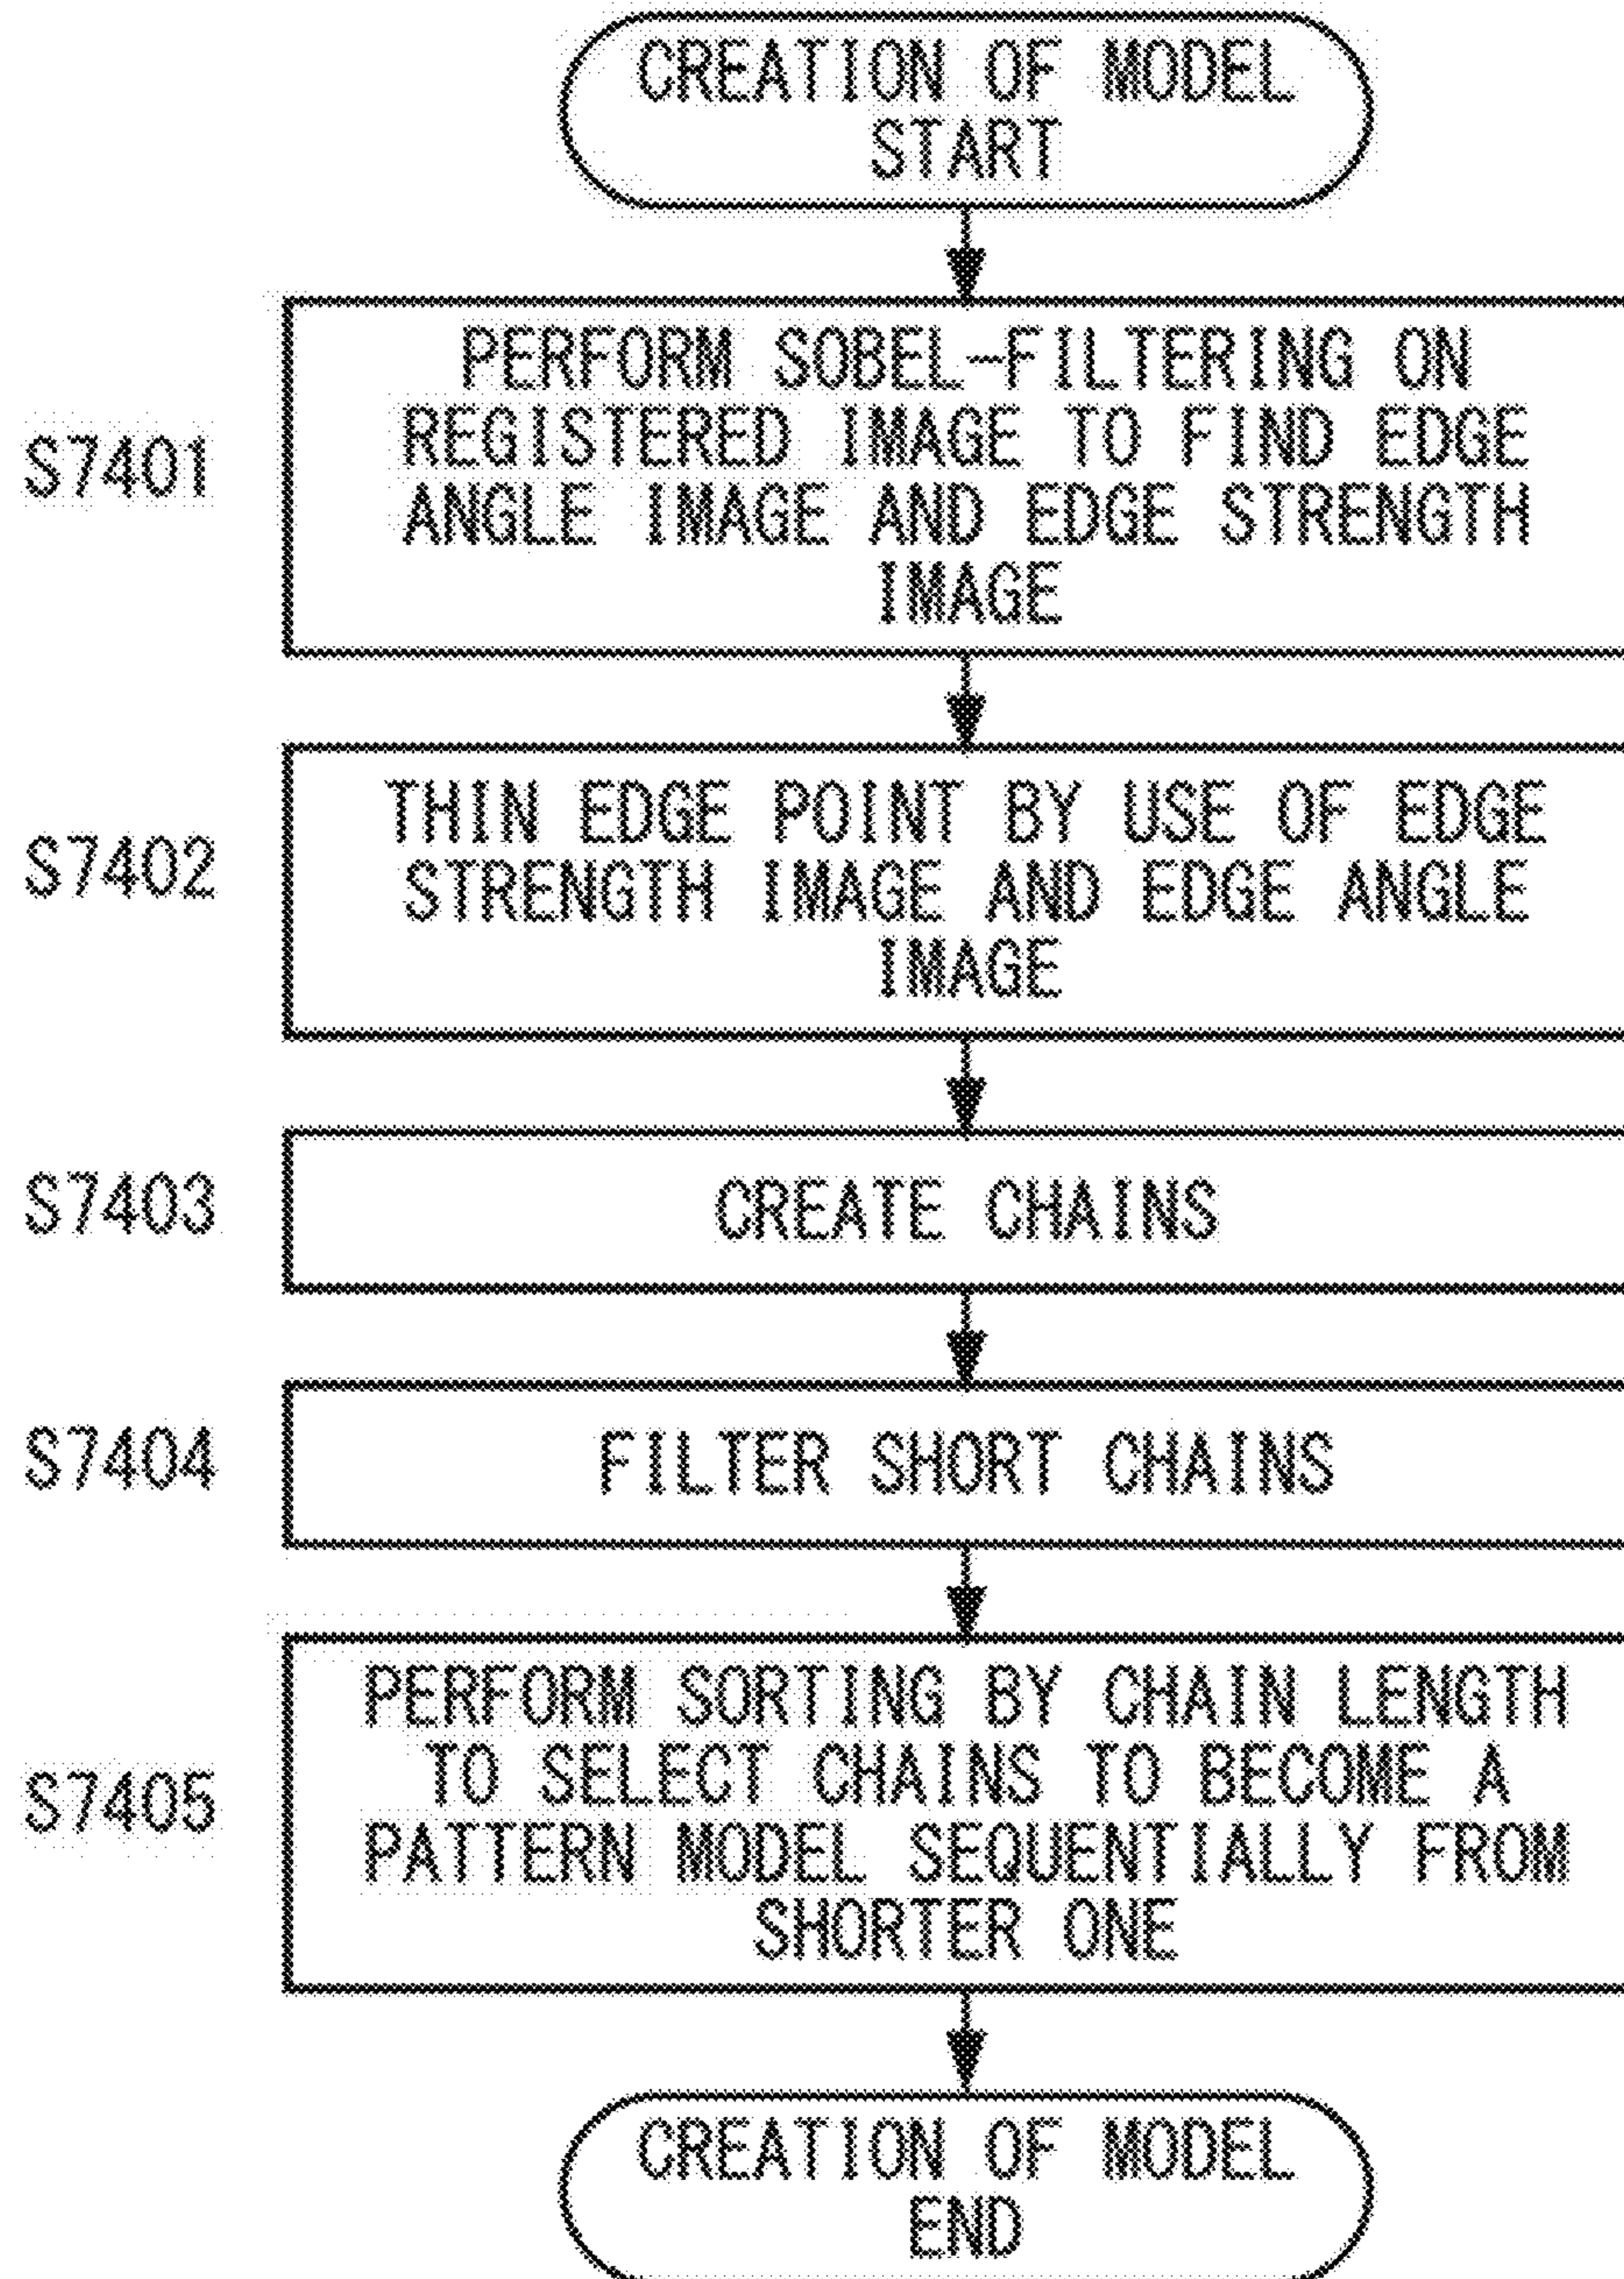 CREATION OF MODEL
START
S7401
PERFORM SOBEL-FILTERING ON
REGISTERED IMAGE TO FIND EDGE
ANGLE IMAGE AND EDGE STRENGTH
IMAGE
S7402
THIN EDGE POINT BY USE OF EDGE
STRENGTH IMAGE AND EDGE ANGLE
IMAGE
S7403
CREATE CHAINS
S7404
FILTER SHORT CHAINS
S7405
PERFORM SORTING BY CHAIN LENGTH
TO SELECT CHAINS TO BECOME A
PATTERN MODEL SEQUENTIALLY FROM
SHORTER ONE
CREATION OF MODEL
END